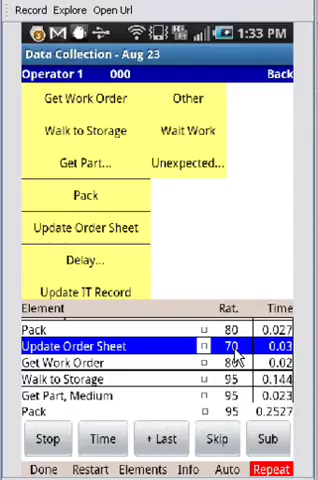 Record Explore Open Url
1:33 PM
Data Collection - Aug 23
Operator 1 000 Back
Get Work Order Other
Walk to Storage Wait Work
Get Part... Unexpected...
Pack
Update Order Sheet
Delay...
Update IT Record
Element Rat. Time
Pack 80 0.027
Update Order Sheet 70 0.03
Get Work Order 80 0.02
Walk to Storage 95 0.144
Get Part, Medium 95 0.023
Pack 95 0.2527
Stop Time + Last Skip Sub
Done Restart Elements Info Auto Repeat